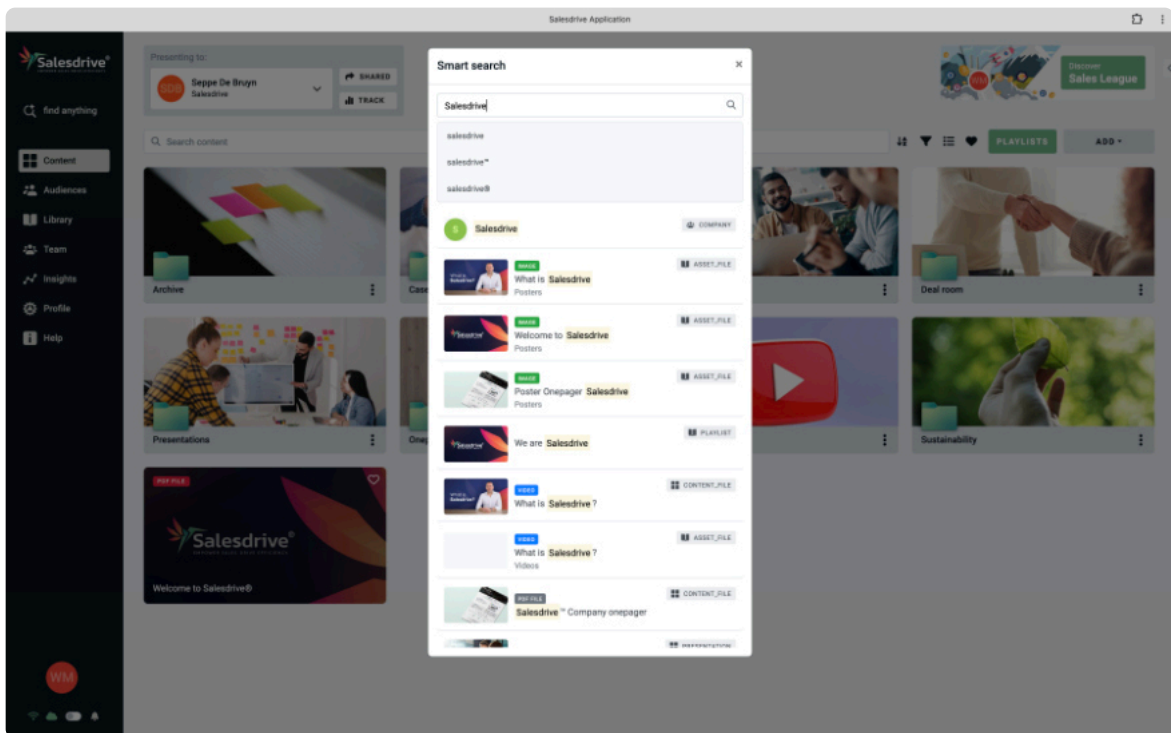 Salesdrive Application
Salesdrive®
Presenting to:
SDB
Seppe De Bruyn
Salesdrive
SHARED
TRACK
find anything
Content
Audiences
Library
Team
Insights
Profile
Help
WM
Search content
Smart search
Salesdrive
salesdrive
salesdrive™
salesdrive®
S
Salesdrive
COMPANY
IMAGE
What is Salesdrive
Posters
ASSET_FILE
IMAGE
Welcome to Salesdrive
Posters
ASSET_FILE
IMAGE
Poster Onepager Salesdrive
Posters
ASSET_FILE
We are Salesdrive
PLAYLIST
VIDEO
What is Salesdrive?
CONTENT_FILE
VIDEO
What is Salesdrive?
Videos
ASSET_FILE
PDF FILE
Salesdrive™ Company onepager
CONTENT_FILE
PRESENTATION
WM
Discover
Sales League
PLAYLISTS
ADD
Archive
Case
Deal room
Presentations
One
Sustainability
PDF FILE
Salesdrive®
Welcome to Salesdrive®